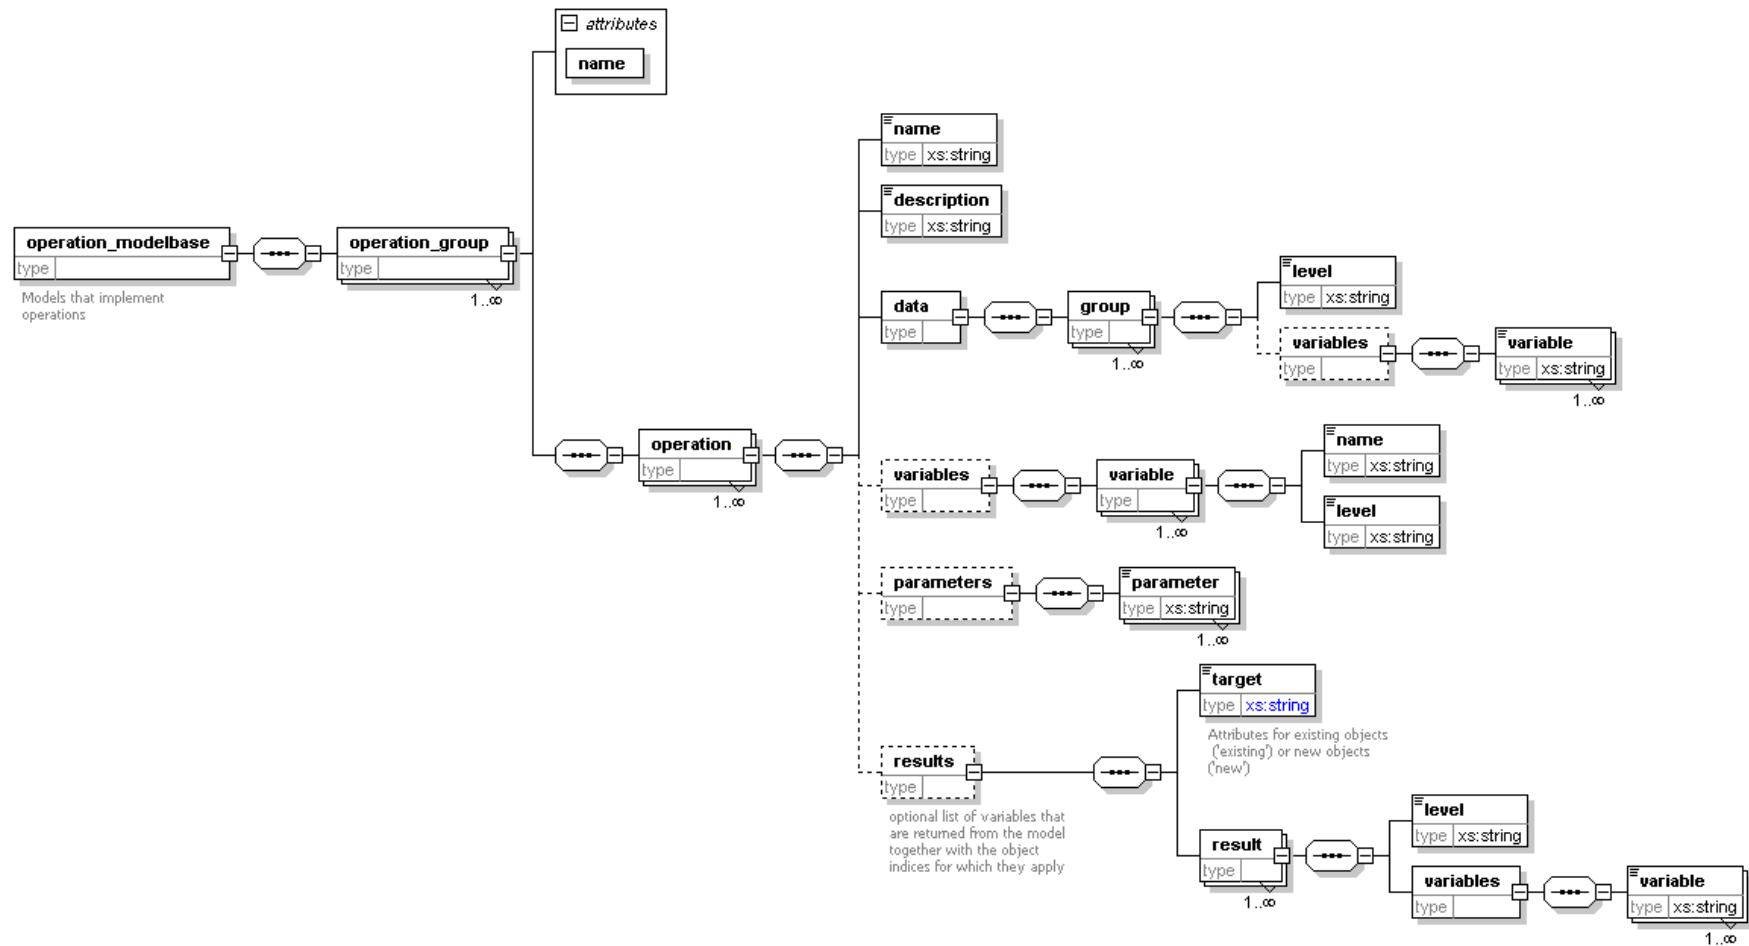 attributes
name
name
type xs:string
description
type xs:string
operation_modelbase
type
Models that implement
operations
operation_group
type
1..∞
level
type xs:string
data
type
group
type
1..∞
variables
type
variable
type xs:string
1..∞
operation
type
1..∞
name
type xs:string
variables
type
variable
type
1..∞
level
type xs:string
parameters
type
parameter
type xs:string
1..∞
target
type xs:string
Attributes for existing objects
('existing') or new objects
('new')
results
type
optional list of variables that
are returned from the model
together with the object
indices for which they apply
level
type xs:string
result
type
1..∞
variables
type
variable
type xs:string
1..∞